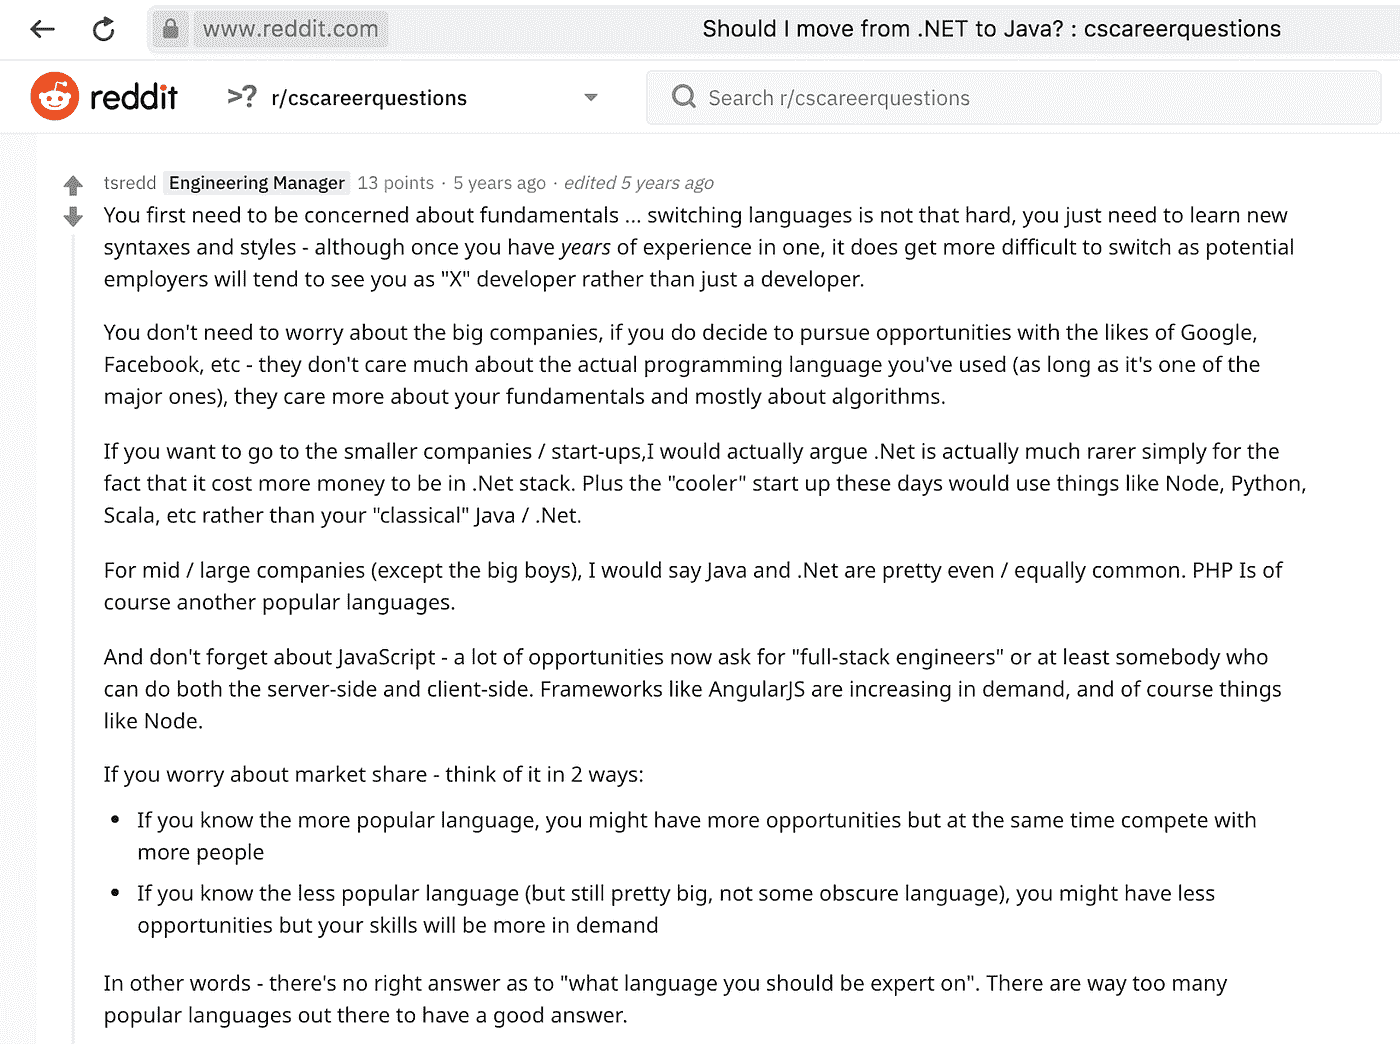 www.reddit.com
Should I move from .NET to Java? : cscareerquestions
reddit
>? r/cscareerquestions
Search r/cscareerquestions
tsredd Engineering Manager 13 points · 5 years ago · edited 5 years ago
You first need to be concerned about fundamentals ... switching languages is not that hard, you just need to learn new
syntaxes and styles - although once you have years of experience in one, it does get more difficult to switch as potential
employers will tend to see you as "X" developer rather than just a developer.
You don't need to worry about the big companies, if you do decide to pursue opportunities with the likes of Google,
Facebook, etc - they don't care much about the actual programming language you've used (as long as it's one of the
major ones), they care more about your fundamentals and mostly about algorithms.
If you want to go to the smaller companies / start-ups,I would actually argue .Net is actually much rarer simply for the
fact that it cost more money to be in .Net stack. Plus the "cooler" start up these days would use things like Node, Python,
Scala, etc rather than your "classical" Java / .Net.
For mid / large companies (except the big boys), I would say Java and .Net are pretty even / equally common. PHP Is of
course another popular languages.
And don't forget about JavaScript - a lot of opportunities now ask for "full-stack engineers" or at least somebody who
can do both the server-side and client-side. Frameworks like AngularJS are increasing in demand, and of course things
like Node.
If you worry about market share - think of it in 2 ways:
• If you know the more popular language, you might have more opportunities but at the same time compete with
more people
• If you know the less popular language (but still pretty big, not some obscure language), you might have less
opportunities but your skills will be more in demand
In other words - there's no right answer as to "what language you should be expert on". There are way too many
popular languages out there to have a good answer.